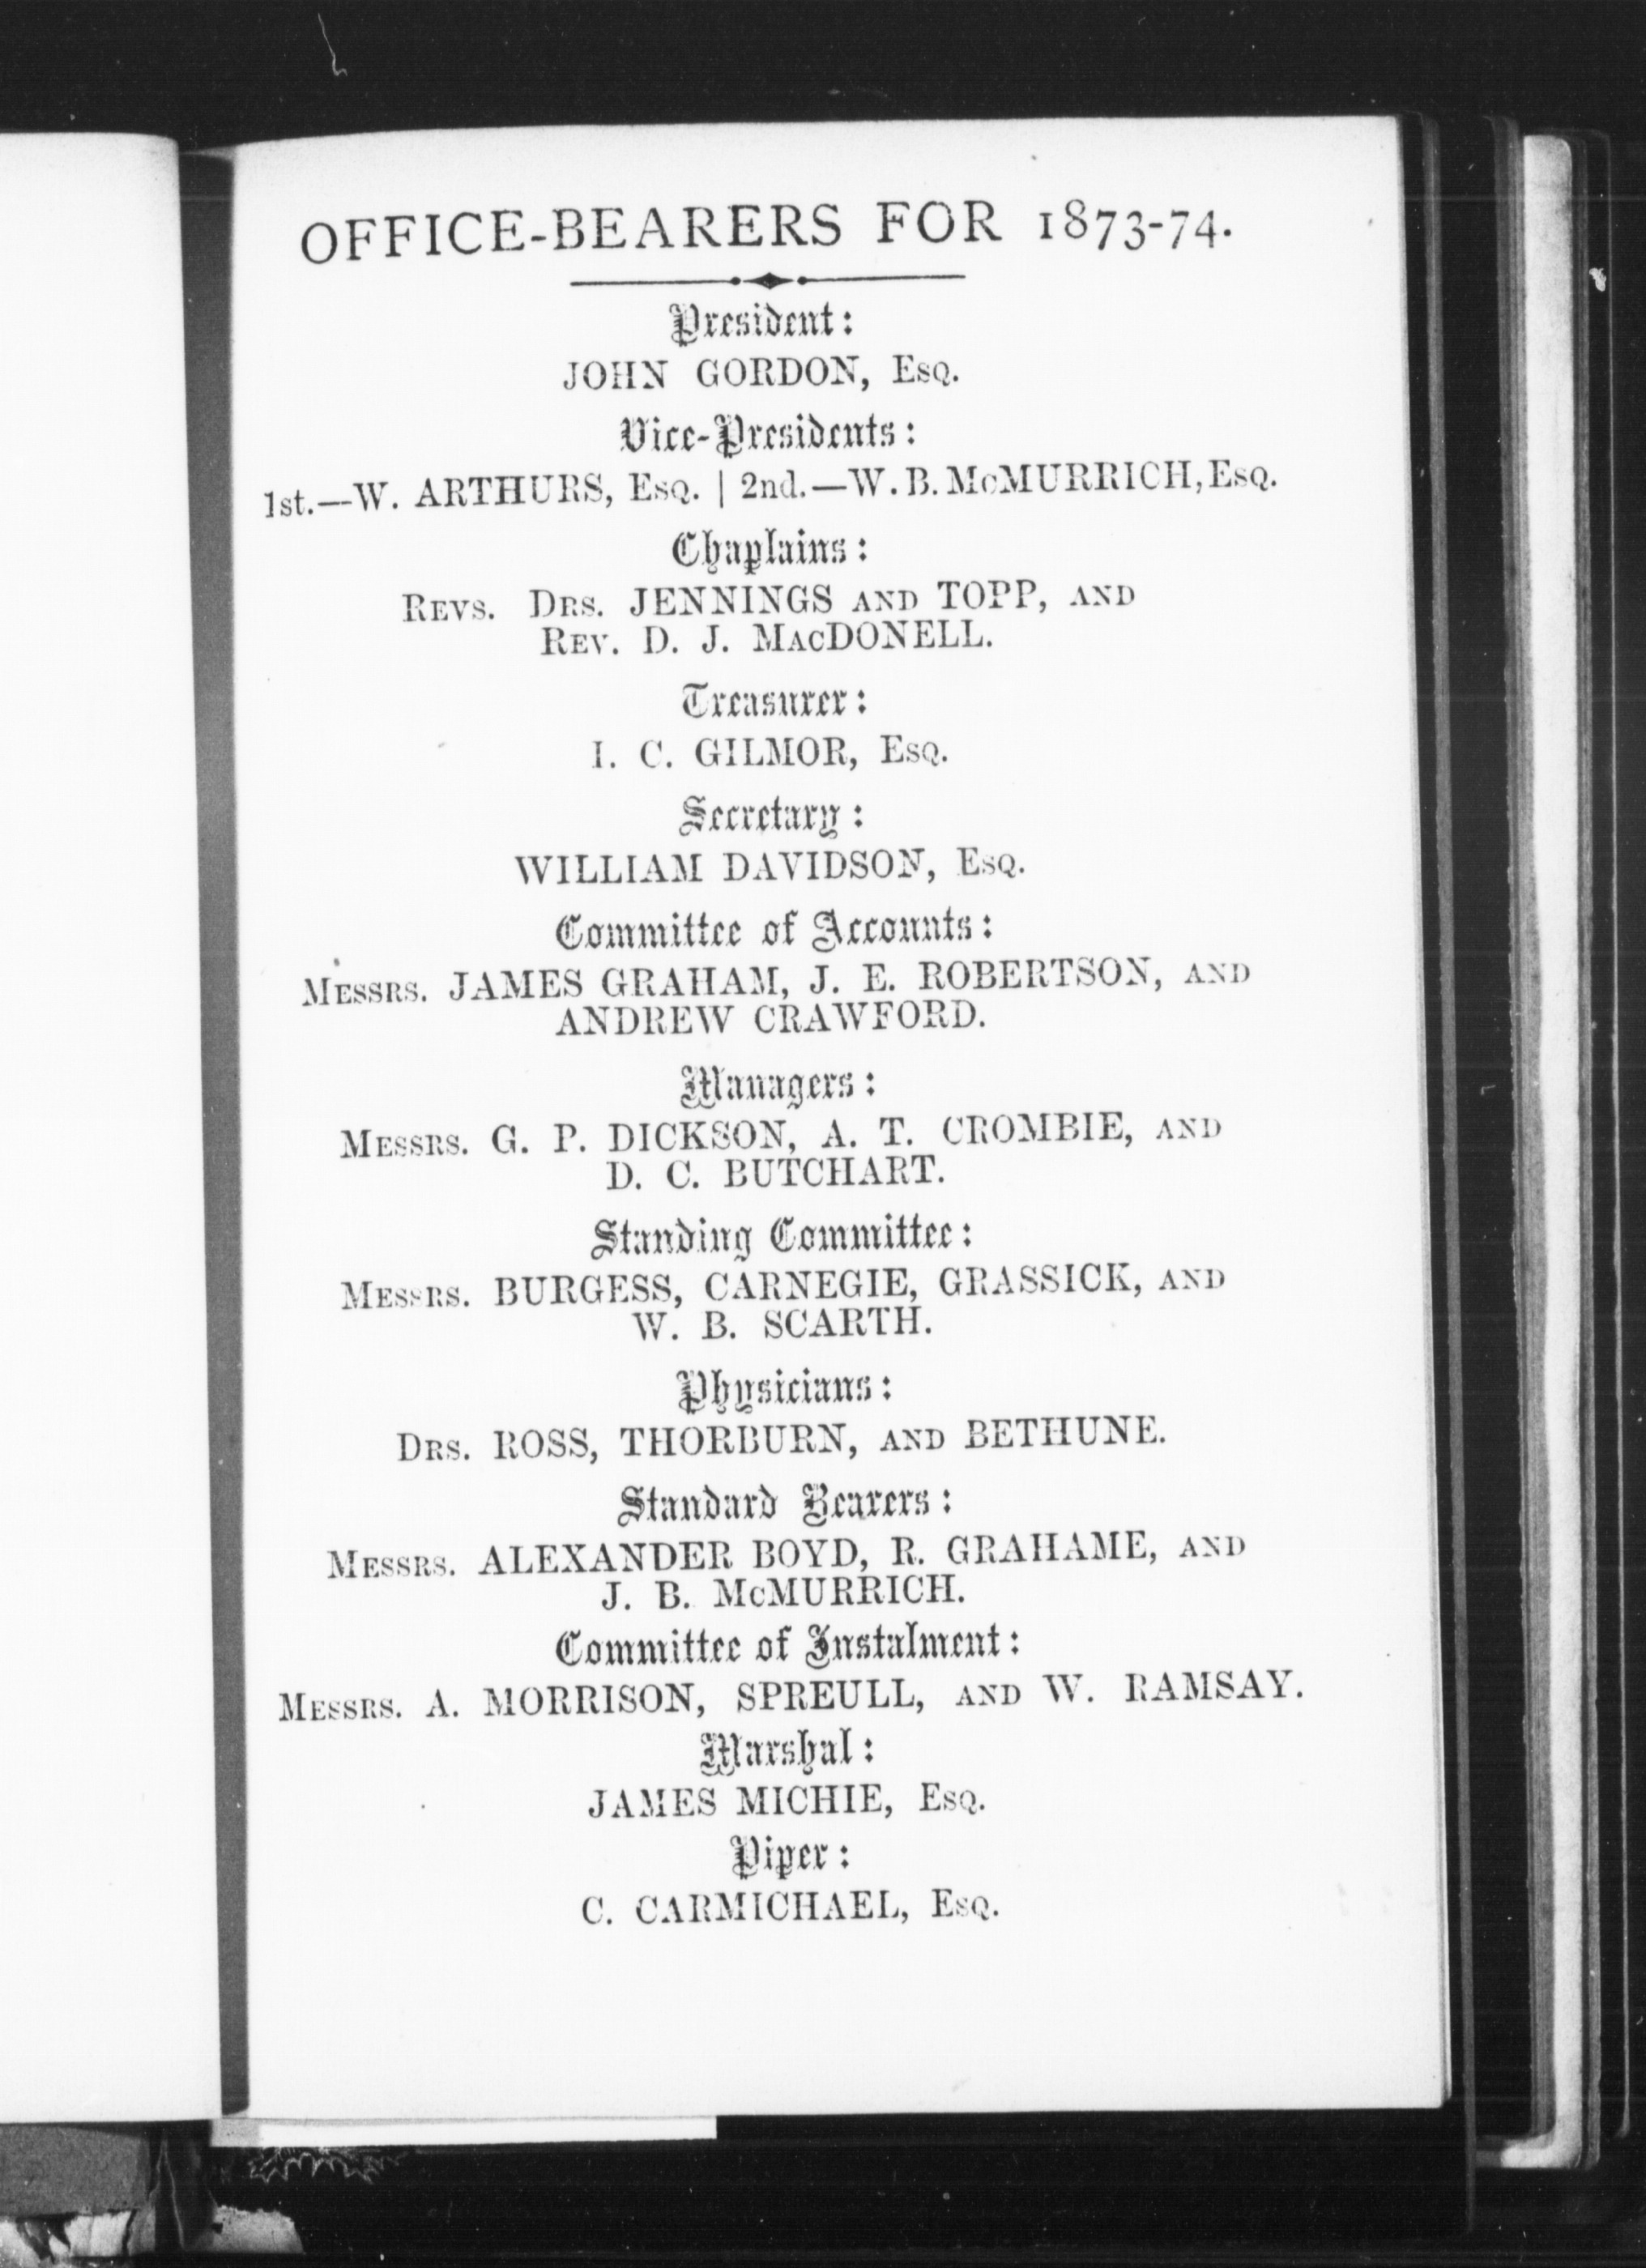 OFFICE-BEARERS FOR 1873-74.
President:
JOHN GORDON, Esq.
Vice-Presidents:
1st.—W. ARTHURS, Esq. | 2nd.—W. B. McMURRICH, Esq.
Chaplains:
Revs. Drs. JENNINGS and TOPP, and
Rev. D. J. MacDONELL.
Treasurer:
I. C. GILMOR, Esq.
Secretary:
WILLIAM DAVIDSON, Esq.
Committee of Accounts:
Messrs. JAMES GRAHAM, J. E. ROBERTSON, and
ANDREW CRAWFORD.
Managers:
Messrs. G. P. DICKSON, A. T. CROMBIE, and
D. C. BUTCHART.
Standing Committee:
Messrs. BURGESS, CARNEGIE, GRASSICK, and
W. B. SCARTH.
Physicians:
Drs. ROSS, THORBURN, and BETHUNE.
Standard Bearers:
Messrs. ALEXANDER BOYD, R. GRAHAME, and
J. B. McMURRICH.
Committee of Instalment:
Messrs. A. MORRISON, SPREULL, and W. RAMSAY.
Marshal:
JAMES MICHIE, Esq.
Piper:
C. CARMICHAEL, Esq.